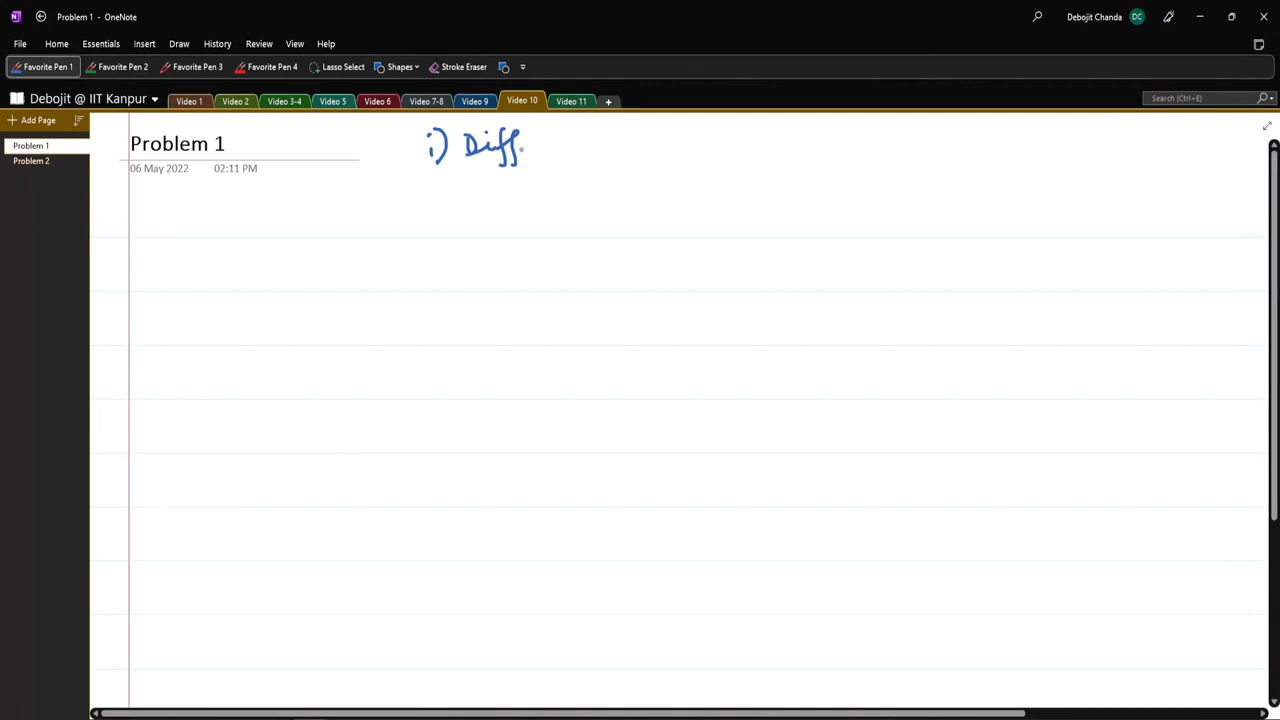 Problem 1 - OneNote
Debojit Chanda DC
File Home Essentials Insert Draw History Review View Help
Favorite Pen 1 Favorite Pen 2 Favorite Pen 3 Favorite Pen 4 Lasso Select Shapes Stroke Eraser
Debojit @ IIT Kanpur Video 1 Video 2 Video 3-4 Video 5 Video 6 Video 7-8 Video 9 Video 10 Video 11 Search (Ctrl+E)
Add Page
Problem 1
Problem 2
Problem 1
i) Diff
06 May 2022 02:11 PM